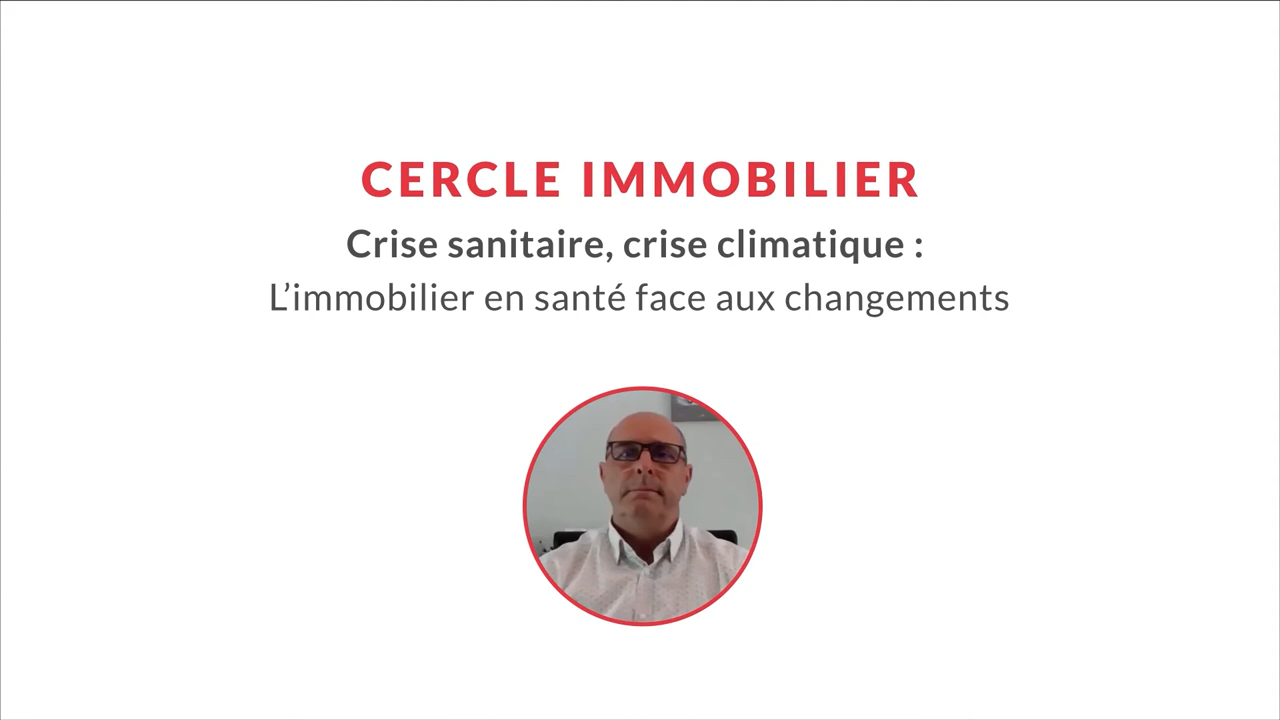 CERCLE IMMOBILIER
Crise sanitaire, crise climatique :
L’immobilier en santé face aux changements